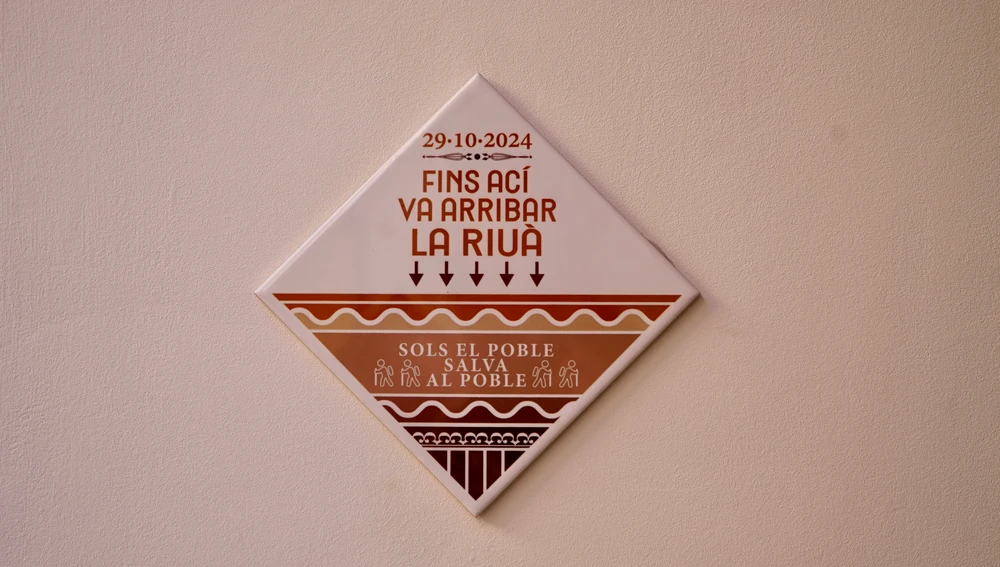 29·10·2024
FINS ACÍ
VA ARRIBAR
LA RIUÀ
SOLS EL POBLE
SALVA
AL POBLE